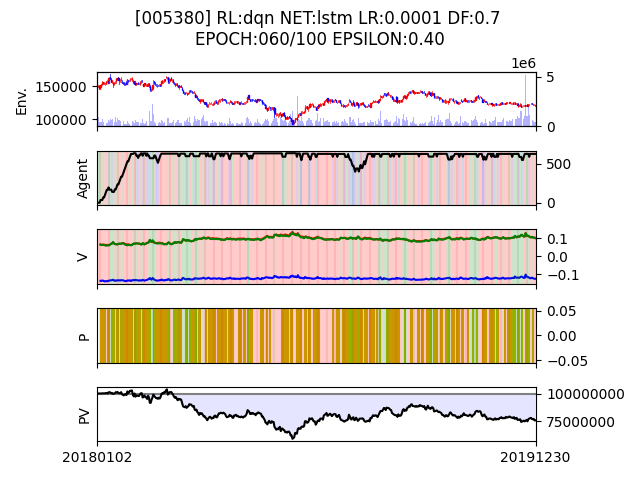 [005380] RL:dqn NET:lstm LR:0.0001 DF:0.7
EPOCH:060/100 EPSILON:0.40
1e6
Env.
150000
100000
5
0
Agent
500
0
V
0.1
0.0
−0.1
P
0.05
0.00
−0.05
PV
100000000
75000000
20180102
20191230